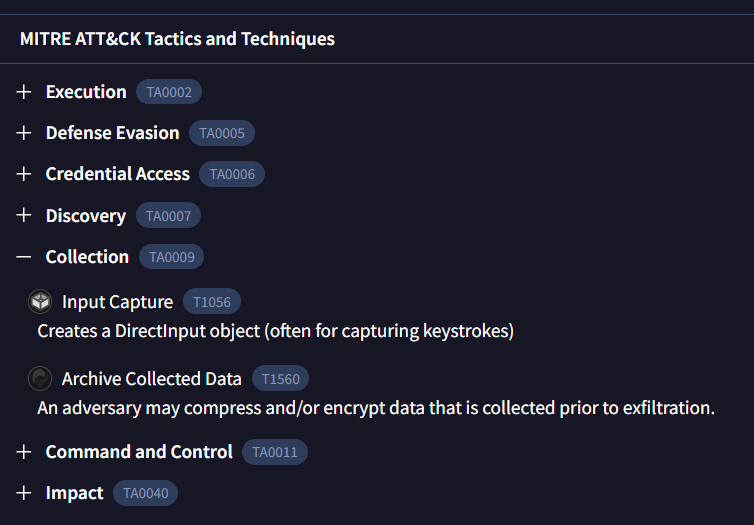 MITRE ATT&CK Tactics and Techniques
Execution TA0002
Defense Evasion TA0005
Credential Access TA0006
Discovery TA0007
Collection TA0009
Input Capture T1056
Creates a DirectInput object (often for capturing keystrokes)
Archive Collected Data T1560
An adversary may compress and/or encrypt data that is collected prior to exfiltration.
Command and Control TA0011
Impact TA0040